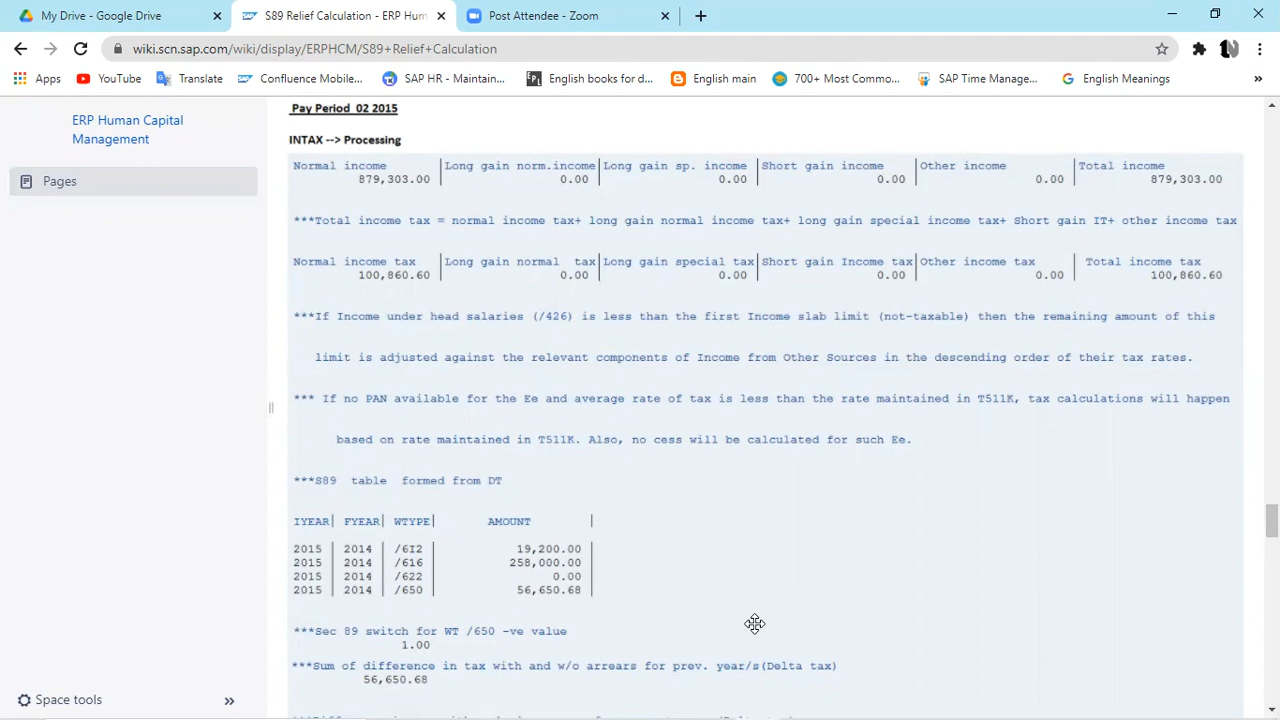 My Drive - Google Drive
S89 Relief Calculation - ERP Hum
Post Attendee - Zoom
wiki.scn.sap.com/wiki/display/ERPHCM/S89+Relief+Calculation
Apps YouTube Translate Confluence Mobile... SAP HR - Maintain... English books for d... English main 700+ Most Commo... SAP Time Manage... English Meanings
ERP Human Capital
Management
Pages
Space tools
Pay Period 02 2015
INTAX --> Processing
Normal income |Long gain norm.income|Long gain sp. income |Short gain income |Other income | Total income
879,303.00 | 0.00 | 0.00 | 0.00 | 0.00 | 879,303.00
***Total income tax = normal income tax+ long gain normal income tax+ long gain special income tax+ Short gain IT+ other income tax
Normal income tax |Long gain normal tax|Long gain special tax|Short gain Income tax|Other income tax | Total income tax
100,860.60 | 0.00 | 0.00 | 0.00 | 0.00 | 100,860.60
***If Income under head salaries (/426) is less than the first Income slab limit (not-taxable) then the remaining amount of this
limit is adjusted against the relevant components of Income from Other Sources in the descending order of their tax rates.
*** If no PAN available for the Ee and average rate of tax is less than the rate maintained in T511K, tax calculations will happen
based on rate maintained in T511K. Also, no cess will be calculated for such Ee.
***S89 table formed from DT
IYEAR| FYEAR| WTYPE| AMOUNT |
2015 | 2014 | /6I2 | 19,200.00 |
2015 | 2014 | /616 | 258,000.00 |
2015 | 2014 | /622 | 0.00 |
2015 | 2014 | /650 | 56,650.68 |
***Sec 89 switch for WT /650 -ve value
1.00
***Sum of difference in tax with and w/o arrears for prev. year/s(Delta tax)
56,650.68